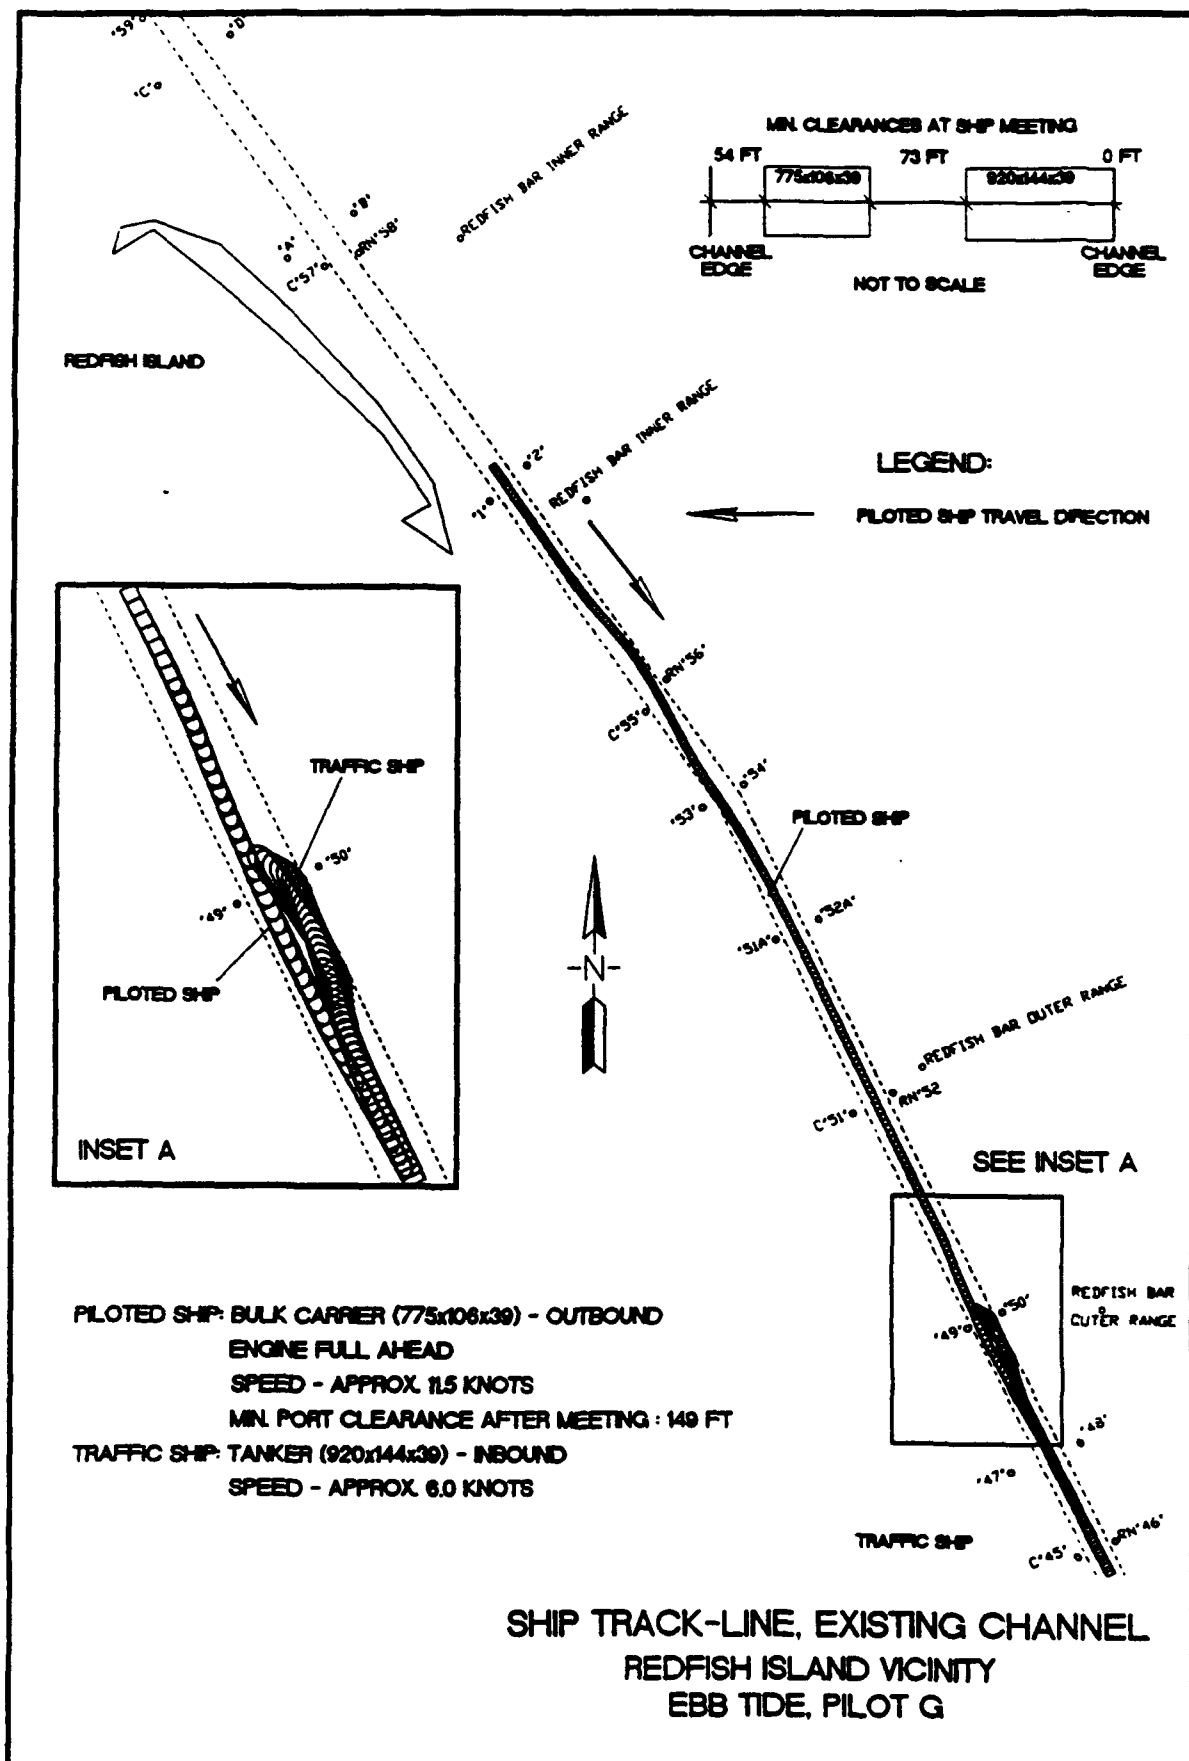 "59"
"D"
"C"
MIN. CLEARANCES AT SHIP MEETING
54 FT 73 FT 0 FT
775x106x39 920x144x39
CHANNEL EDGE
CHANNEL EDGE
NOT TO SCALE
REDFISH BAR INNER RANGE
"B"
RN"58"
"A"
C"57"
REDFISH ISLAND
REDFISH BAR INNER RANGE
"2"
"1"
LEGEND:
PILOTED SHIP TRAVEL DIRECTION
RN"56"
C"55"
"54"
"53"
PILOTED SHIP
"52A"
"51A"
-N-
REDFISH BAR OUTER RANGE
RN"52
C"51"
TRAFFIC SHIP
"50"
"49"
PILOTED SHIP
INSET A
SEE INSET A
"50"
"49"
REDFISH BAR
OUTER RANGE
"48"
"47"
RN"46"
C"45"
TRAFFIC SHIP
PILOTED SHIP: BULK CARRIER (775x106x39) - OUTBOUND
ENGINE FULL AHEAD
SPEED - APPROX. 11.5 KNOTS
MIN. PORT CLEARANCE AFTER MEETING : 149 FT
TRAFFIC SHIP: TANKER (920x144x39) - INBOUND
SPEED - APPROX. 6.0 KNOTS
SHIP TRACK-LINE, EXISTING CHANNEL
REDFISH ISLAND VICINITY
EBB TIDE, PILOT G